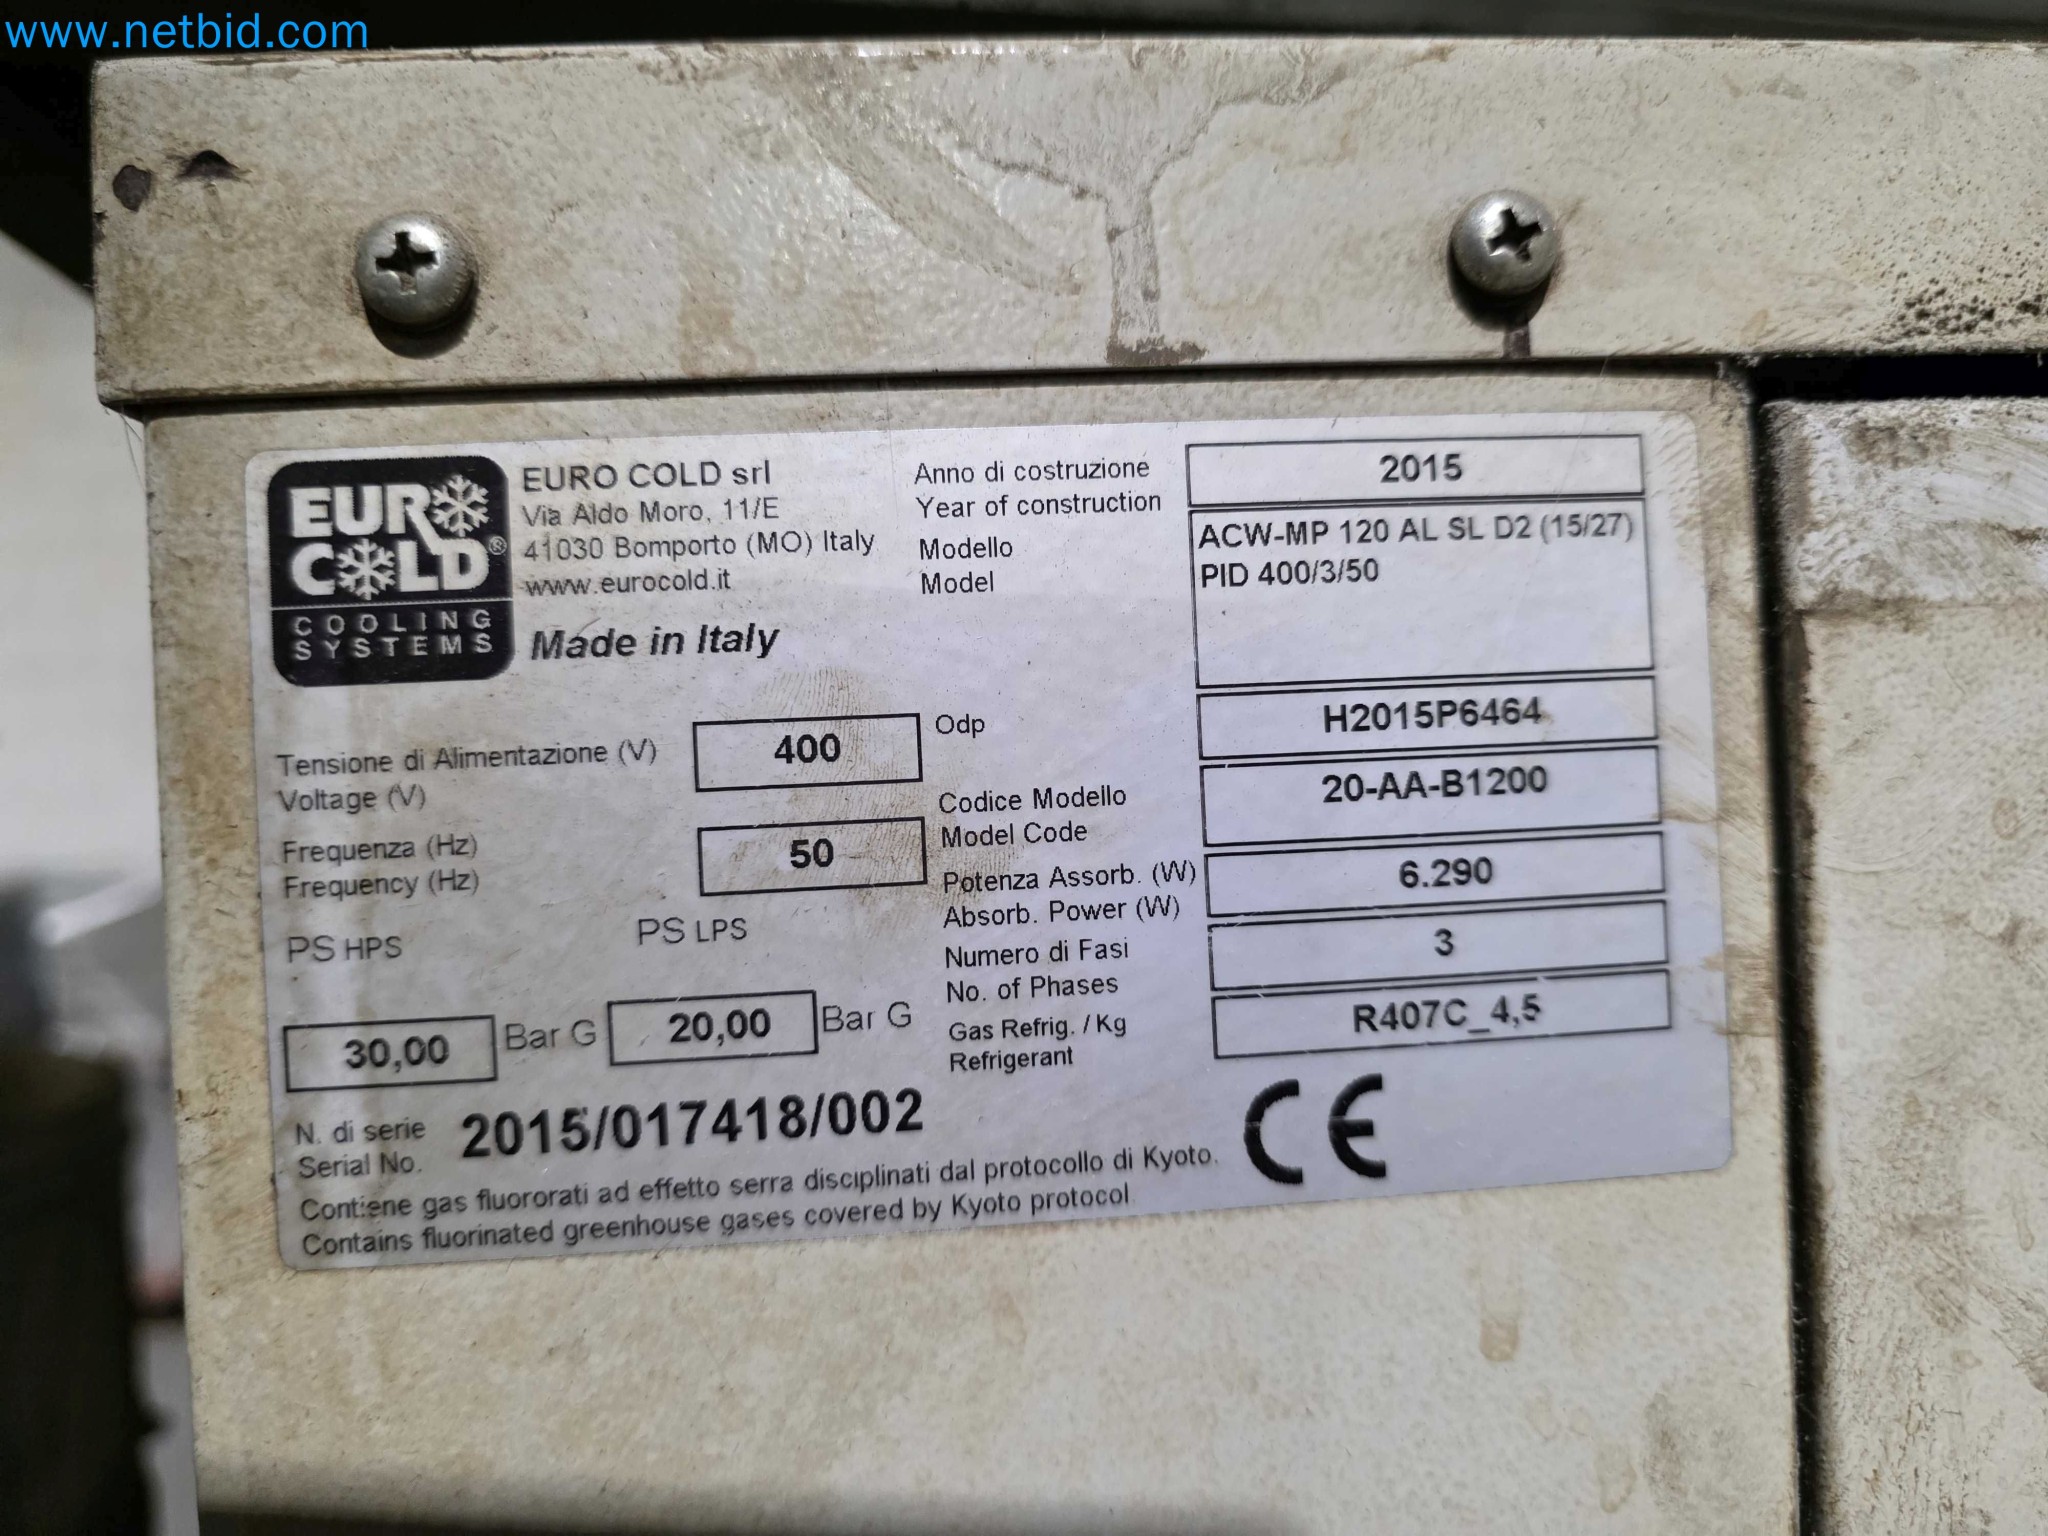 www.netbid.com
EURO
COLD®
COOLING
SYSTEMS
EURO COLD srl
Via Aldo Moro, 11/E
41030 Bomporto (MO) Italy
www.eurocold.it
Made in Italy
Anno di costruzione
Year of construction
2015
Modello
Model
ACW-MP 120 AL SL D2 (15/27)
PID 400/3/50
Tensione di Alimentazione (V)
Voltage (V)
400
Odp
H2015P6464
Frequenza (Hz)
Frequency (Hz)
50
Codice Modello
Model Code
20-AA-B1200
Potenza Assorb. (W)
Absorb. Power (W)
6.290
PS HPS
30,00 Bar G
PS LPS
20,00 Bar G
Numero di Fasi
No. of Phases
3
Gas Refrig. / Kg
Refrigerant
R407C_4,5
N. di serie
Serial No.
2015/017418/002
CE
Contiene gas fluororati ad effetto serra disciplinati dal protocollo di Kyoto.
Contains fluorinated greenhouse gases covered by Kyoto protocol